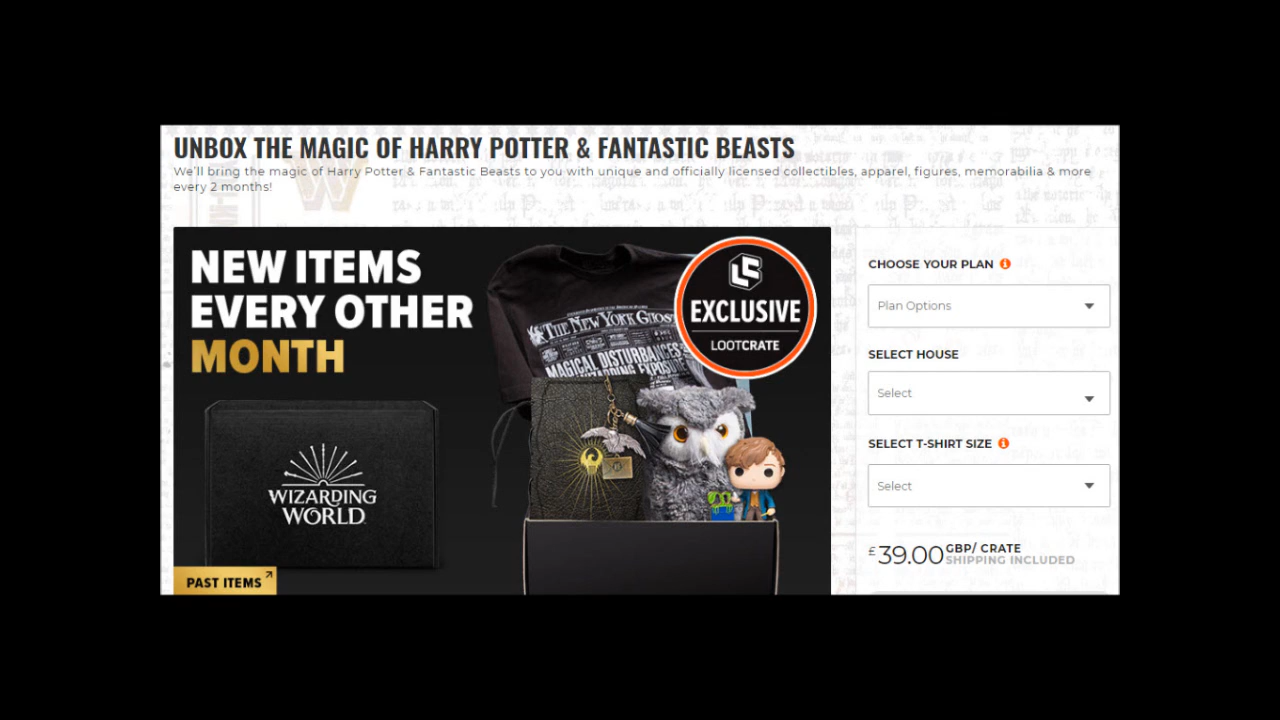 UNBOX THE MAGIC OF HARRY POTTER & FANTASTIC BEASTS
We'll bring the magic of Harry Potter & Fantastic Beasts to you with unique and officially licensed collectibles, apparel, figures, memorabilia & more
every 2 months!
NEW ITEMS
EVERY OTHER
MONTH
WIZARDING
WORLD
PAST ITEMS
THE NEW YORK GHOST
MAGICAL DISTURBANCES
EXCLUSIVE
LOOTCRATE
CHOOSE YOUR PLAN
Plan Options
SELECT HOUSE
Select
SELECT T-SHIRT SIZE
Select
£39.00 GBP/ CRATE
SHIPPING INCLUDED